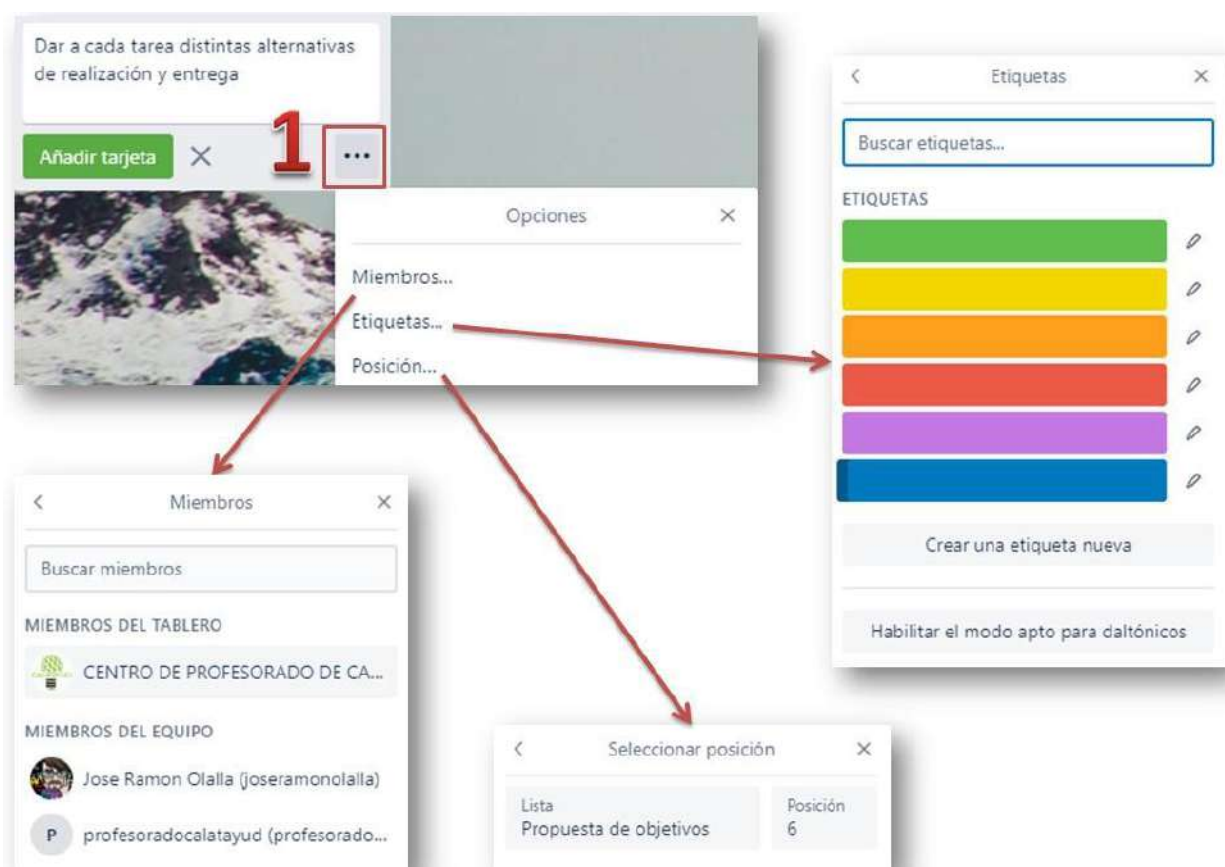 Dar a cada tarea distintas alternativas
de realización y entrega
Añadir tarjeta
1
Opciones
Miembros...
Etiquetas...
Posición...
Etiquetas
Buscar etiquetas...
ETIQUETAS
Crear una etiqueta nueva
Habilitar el modo apto para daltónicos
Miembros
Buscar miembros
MIEMBROS DEL TABLERO
CENTRO DE PROFESORADO DE CA...
MIEMBROS DEL EQUIPO
Jose Ramon Olalla (joseramonolalla)
P profesoradocalatayud (profesorado...
Seleccionar posición
Lista
Propuesta de objetivos
Posición
6